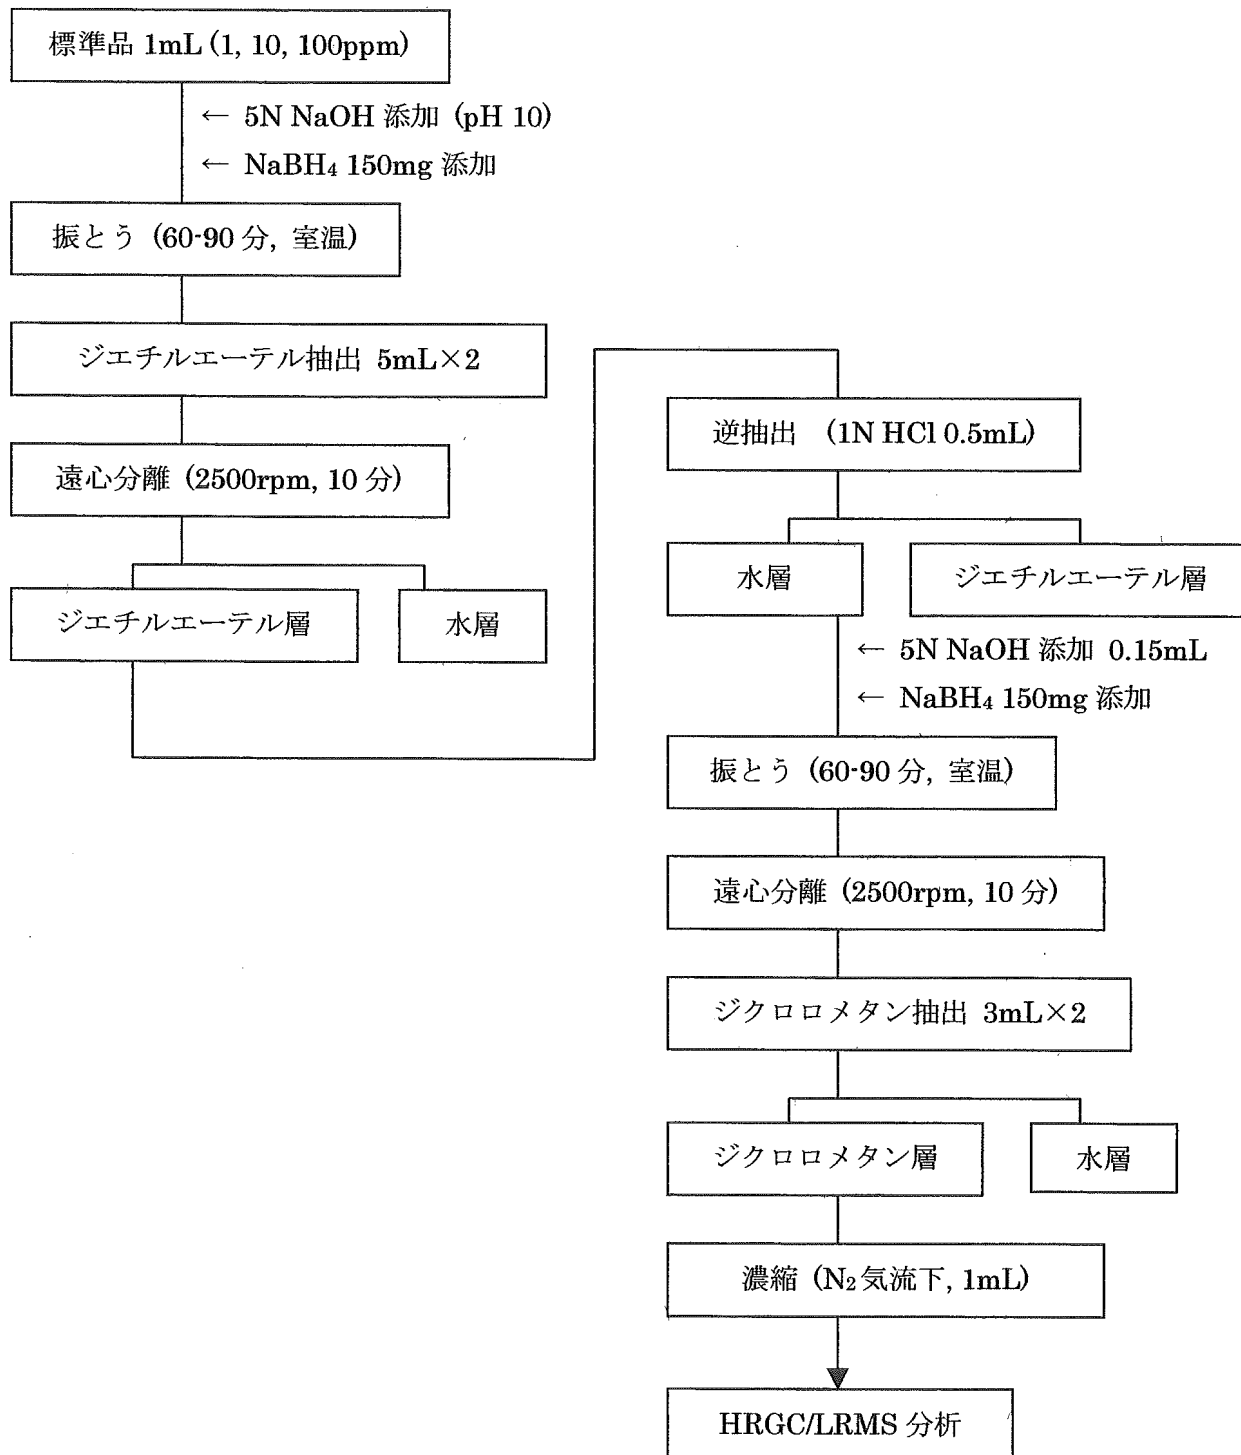 標準品 1mL (1, 10, 100ppm)
← 5N NaOH 添加 (pH 10)
← NaBH₄ 150mg 添加
振とう (60-90 分, 室温)
ジエチルエーテル抽出 5mL×2
遠心分離 (2500rpm, 10 分)
ジエチルエーテル層
水層
逆抽出 (1N HCl 0.5mL)
水層
ジエチルエーテル層
← 5N NaOH 添加 0.15mL
← NaBH₄ 150mg 添加
振とう (60-90 分, 室温)
遠心分離 (2500rpm, 10 分)
ジクロロメタン抽出 3mL×2
ジクロロメタン層
水層
濃縮 (N₂ 気流下, 1mL)
HRGC/LRMS 分析